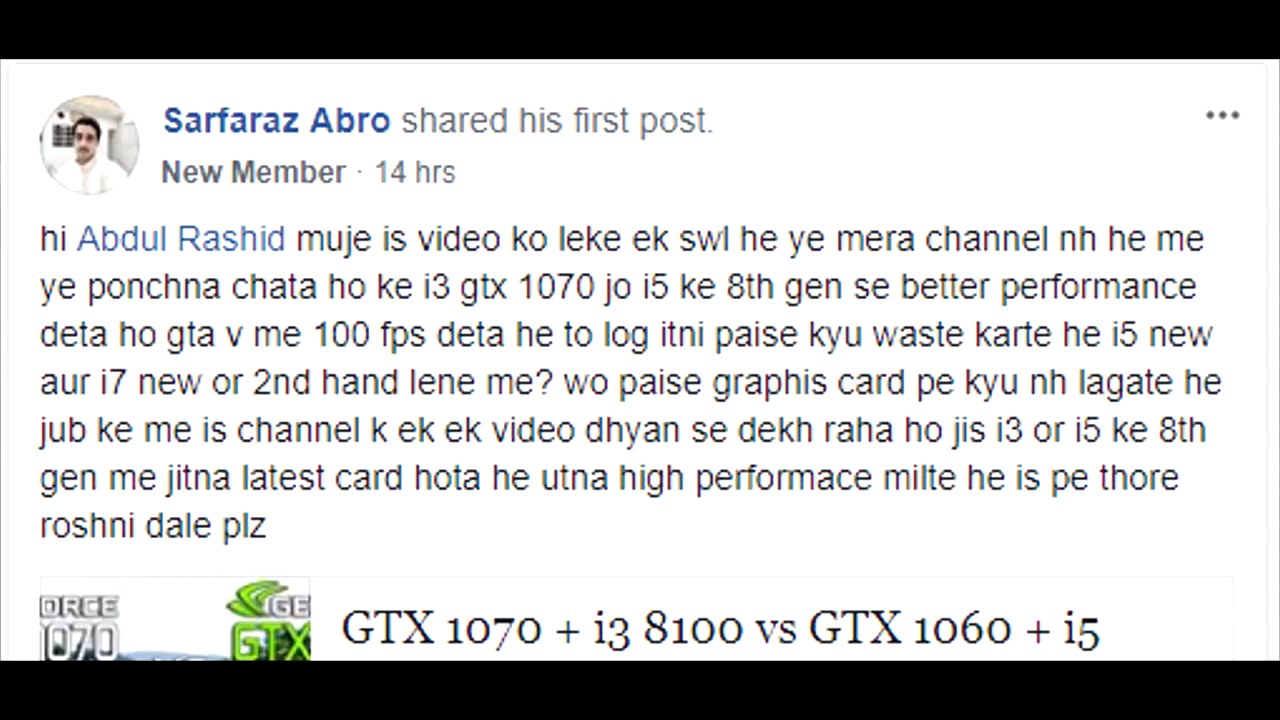 Sarfaraz Abro shared his first post.
New Member · 14 hrs
hi Abdul Rashid muje is video ko leke ek swl he ye mera channel nh he me
ye ponchna chata ho ke i3 gtx 1070 jo i5 ke 8th gen se better performance
deta ho gta v me 100 fps deta he to log itni paise kyu waste karte he i5 new
aur i7 new or 2nd hand lene me? wo paise graphis card pe kyu nh lagate he
jub ke me is channel k ek ek video dhyan se dekh raha ho jis i3 or i5 ke 8th
gen me jitna latest card hota he utna high performace milte he is pe thore
roshni dale plz
ORCE GE
1070 GTX
GTX 1070 + i3 8100 vs GTX 1060 + i5